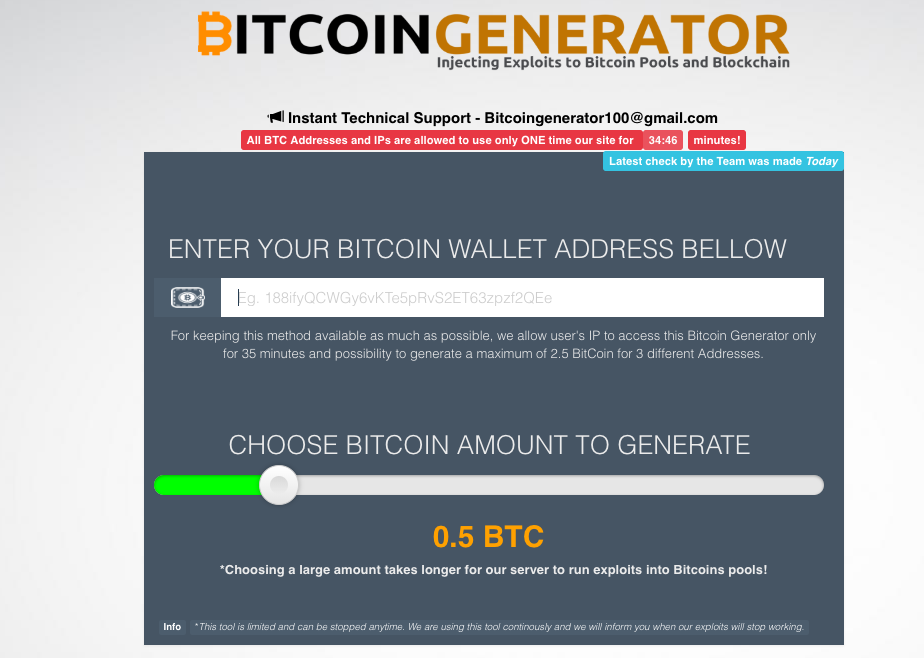 BITCOINGENERATOR
Injecting Exploits to Bitcoin Pools and Blockchain
Instant Technical Support - Bitcoingenerator100@gmail.com
All BTC Addresses and IPs are allowed to use only ONE time our site for 34:46 minutes!
Latest check by the Team was made Today
ENTER YOUR BITCOIN WALLET ADDRESS BELLOW
Eg. 188ifyQCWGy6vKTe5pRvS2ET63zpzf2QEe
For keeping this method available as much as possible, we allow user's IP to access this Bitcoin Generator only
for 35 minutes and possibility to generate a maximum of 2.5 BitCoin for 3 different Addresses.
CHOOSE BITCOIN AMOUNT TO GENERATE
0.5 BTC
*Choosing a large amount takes longer for our server to run exploits into Bitcoins pools!
Info *This tool is limited and can be stopped anytime. We are using this tool continously and we will inform you when our exploits will stop working.